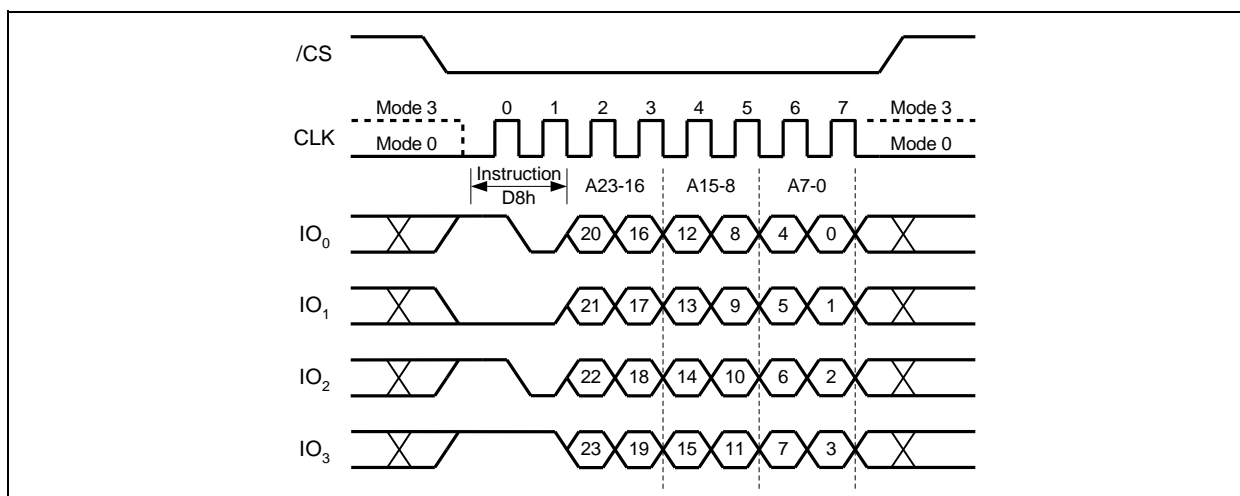 /CS
Mode 3 0 1 2 3 4 5 6 7 Mode 3
CLK Mode 0 Mode 0
Instruction
D8h A23-16 A15-8 A7-0
IO0 20 16 12 8 4 0
IO1 21 17 13 9 5 1
IO2 22 18 14 10 6 2
IO3 23 19 15 11 7 3